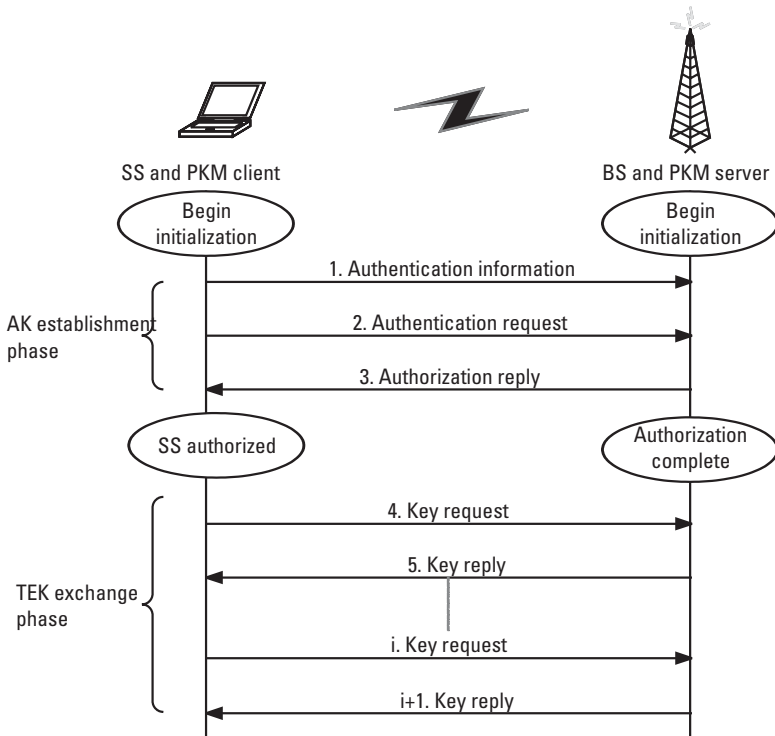 SS and PKM client
BS and PKM server
Begin
initialization
Begin
initialization
1. Authentication information
AK establishment
phase
2. Authentication request
3. Authorization reply
SS authorized
Authorization
complete
4. Key request
5. Key reply
TEK exchange
phase
i. Key request
i+1. Key reply